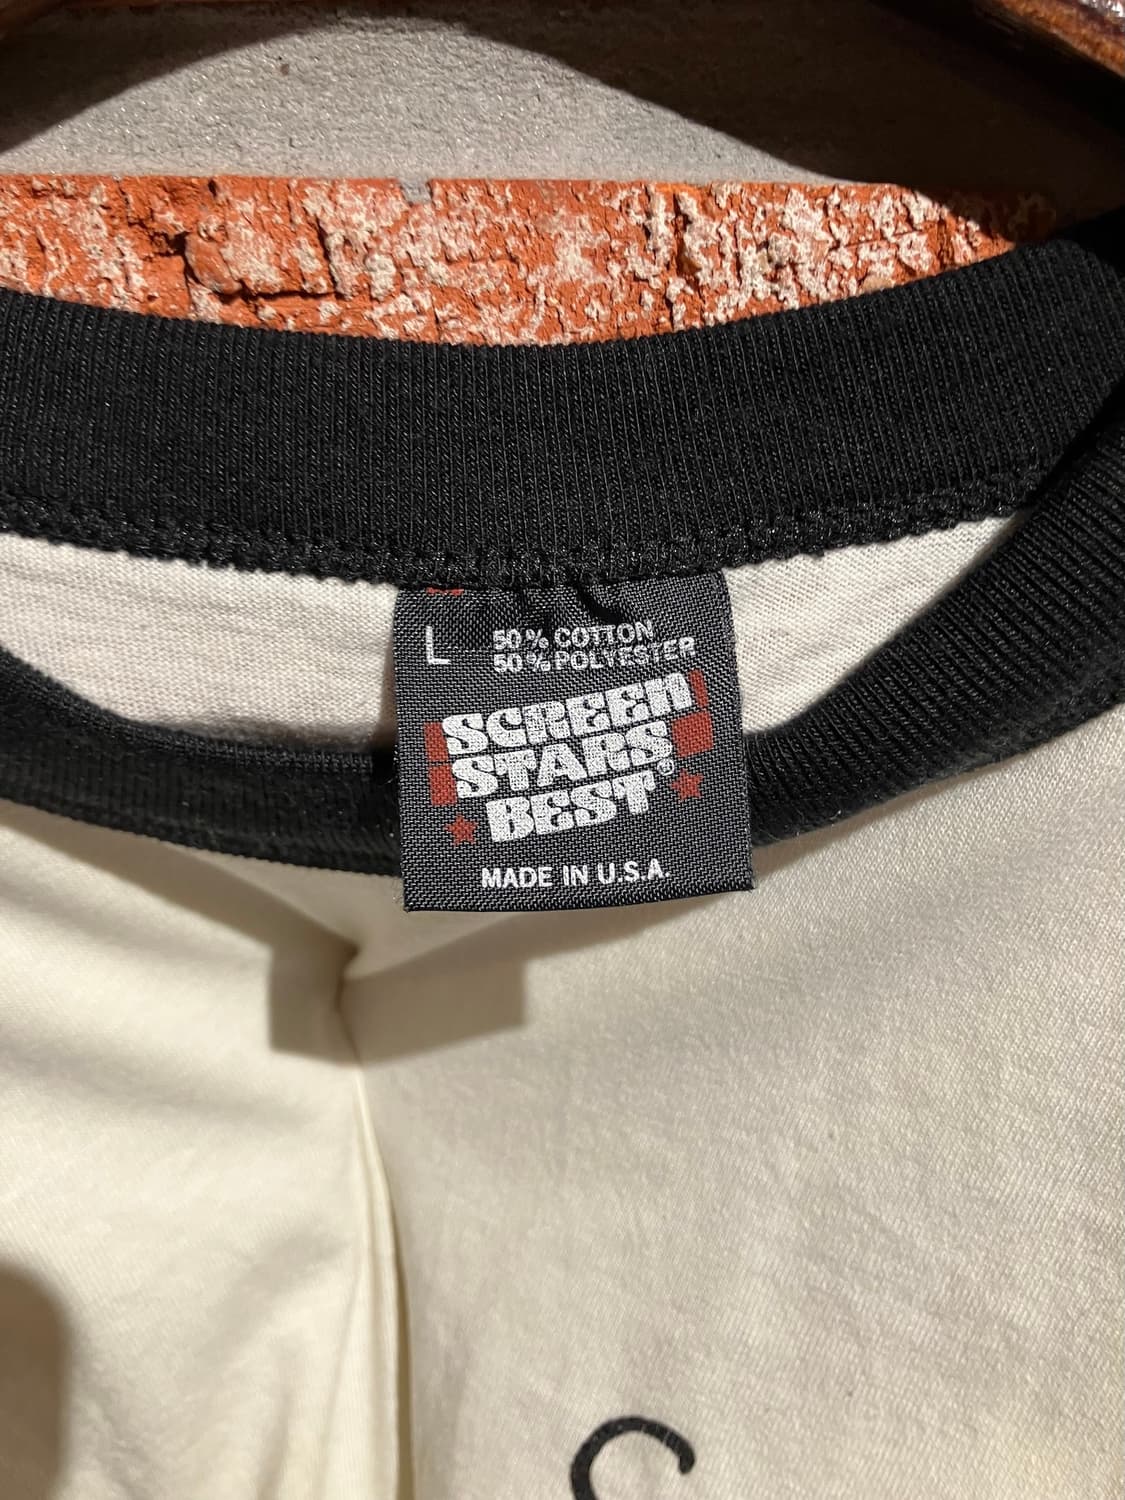 L
50% COTTON
50% POLYESTER
SCREEN
STARS
BEST®
MADE IN U.S.A.